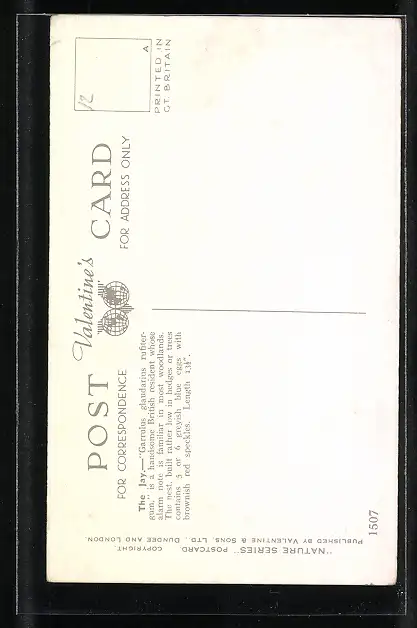 POST Valentine's CARD
FOR CORRESPONDENCE
FOR ADDRESS ONLY
A
PRINTED IN
GT. BRITAIN
12
The Jay.—"Garrulus glandarius rufiter-
gum," is a handsome British resident whose
alarm note is familiar in most woodlands.
The nest, built rather low in hedges or trees
contains 5 or 6 greyish blue eggs with
brownish red speckles. Length 13½".
1507
"NATURE SERIES" POSTCARD. COPYRIGHT.
PUBLISHED BY VALENTINE & SONS, LTD., DUNDEE AND LONDON.